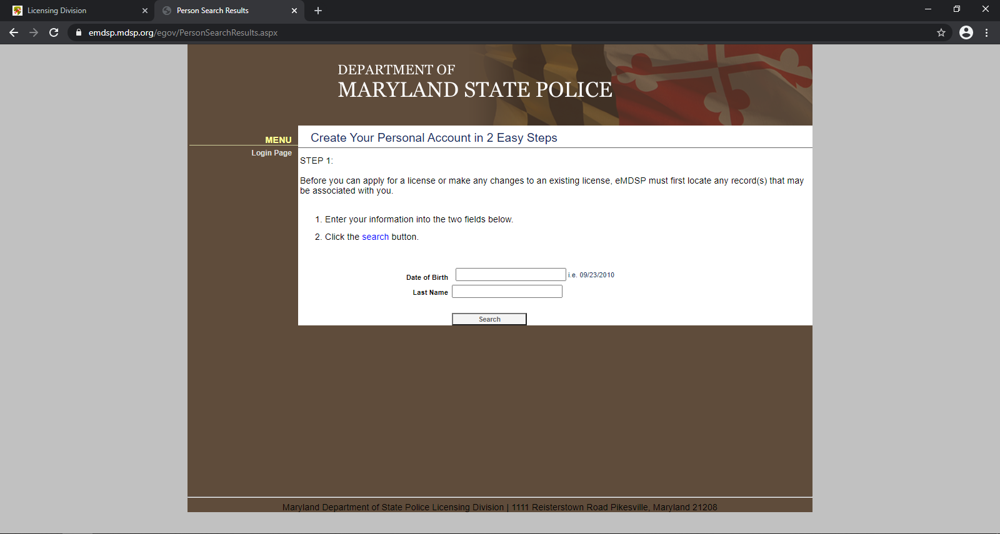 Licensing Division
Person Search Results
emdsp.mdsp.org/egov/PersonSearchResults.aspx
DEPARTMENT OF
MARYLAND STATE POLICE
MENU
Login Page
Create Your Personal Account in 2 Easy Steps
STEP 1:
Before you can apply for a license or make any changes to an existing license, eMDSP must first locate any record(s) that may
be associated with you.
1. Enter your information into the two fields below.
2. Click the search button.
Date of Birth i.e. 09/23/2010
Last Name
Search
Maryland Department of State Police Licensing Division | 1111 Reisterstown Road Pikesville, Maryland 21208